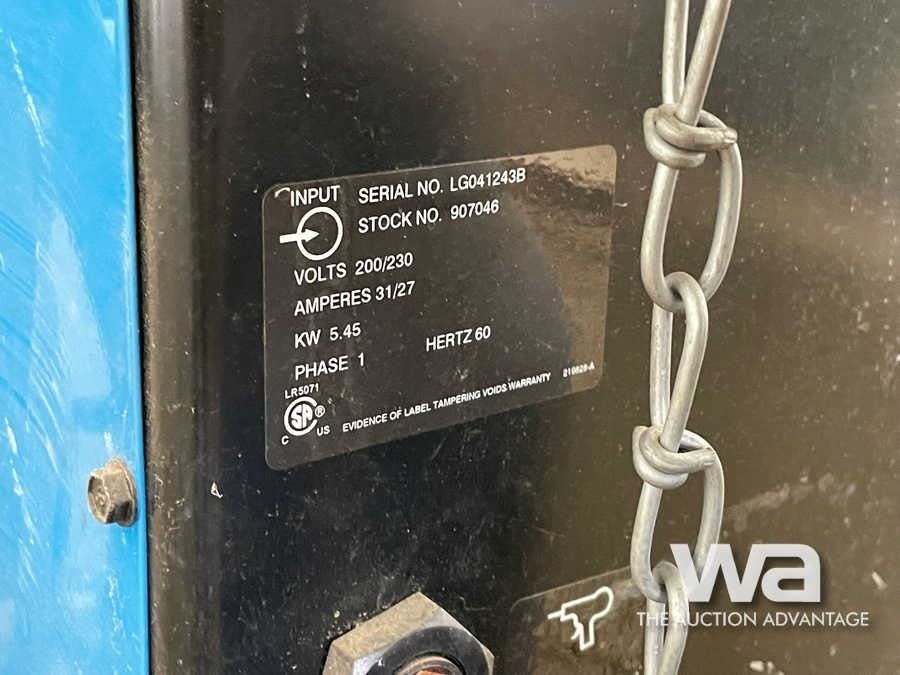 INPUT
SERIAL NO. LG041243B
STOCK NO. 907046
VOLTS 200/230
AMPERES 31/27
KW 5.45
PHASE 1 HERTZ 60
LR5071
SA®
C US
EVIDENCE OF LABEL TAMPERING VOIDS WARRANTY
wa
THE AUCTION ADVANTAGE